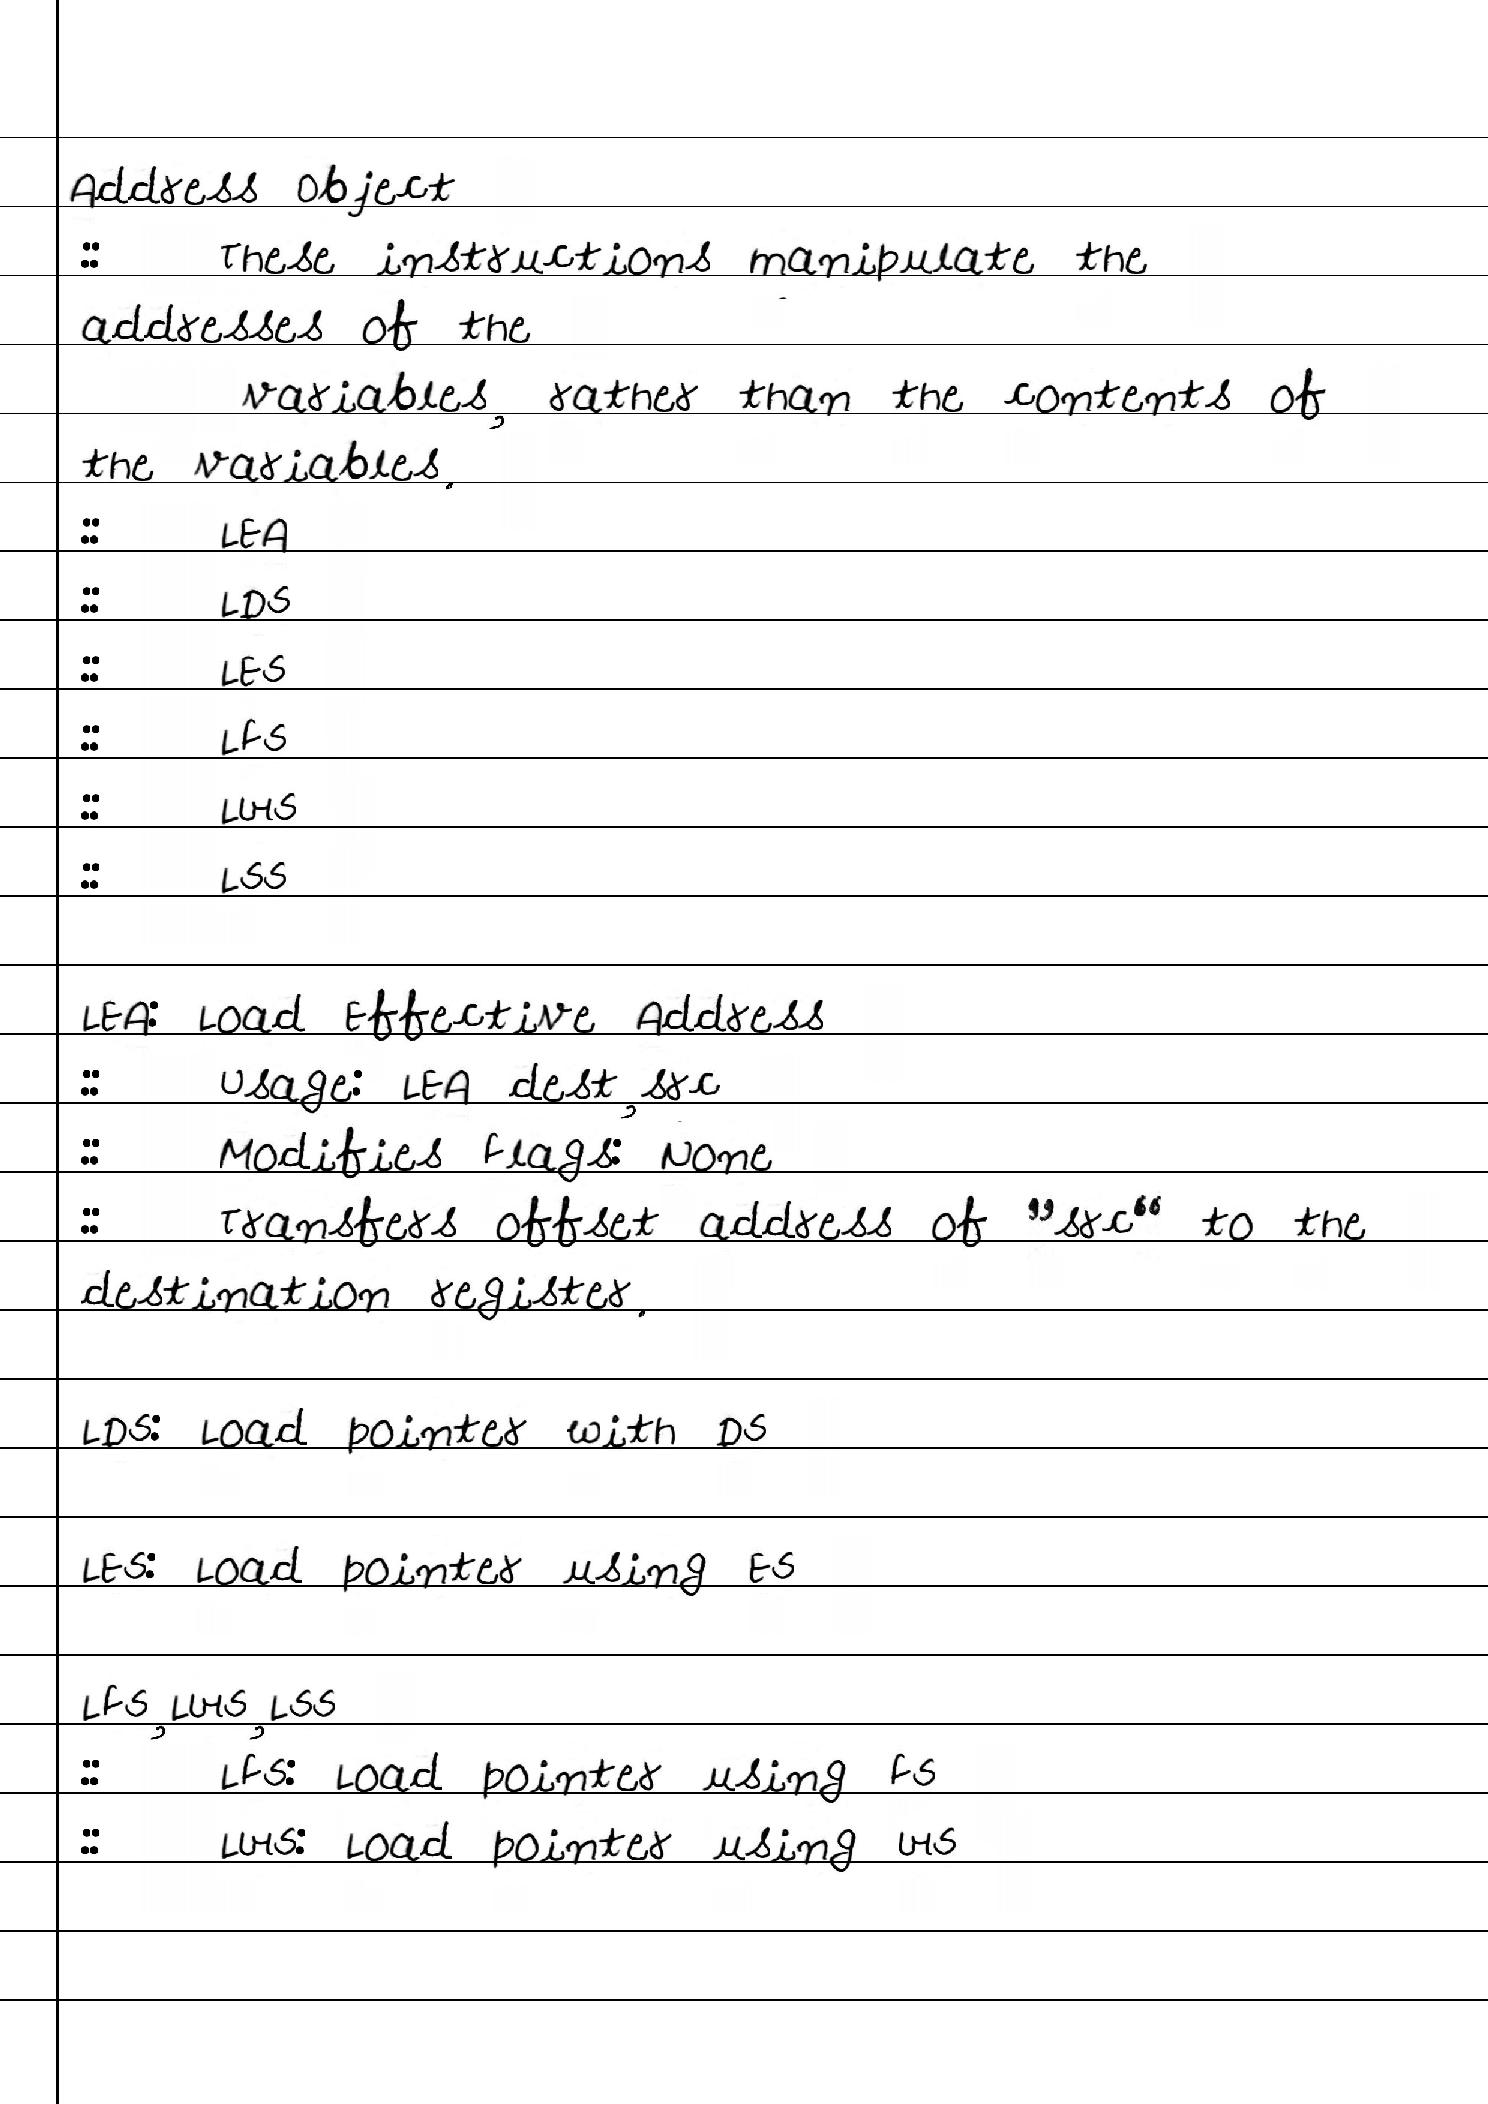 Address Object
:: These instructions manipulate the
addresses of the
variables, rather than the contents of
the variables.
:: LEA
:: LDS
:: LES
:: LFS
:: LGS
:: LSS
LEA: Load Effective Address
:: Usage: LEA dest,src
:: Modifies Flags: None
:: Transfers offset address of "src" to the
destination register.
LDS: Load pointer with DS
LES: Load pointer using ES
LFS,LGS,LSS
:: LFS: Load pointer using FS
:: LGS: Load pointer using GS